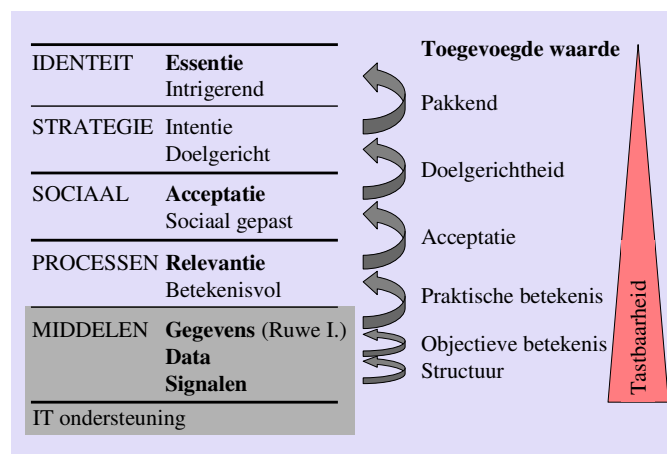 Toegevoegde waarde
IDENTEIT Essentie
Intrigerend
Pakkend
STRATEGIE Intentie
Doelgericht
Doelgerichtheid
SOCIAAL Acceptatie
Sociaal gepast
Acceptatie
PROCESSEN Relevantie
Betekenisvol
Praktische betekenis
MIDDELEN Gegevens (Ruwe I.)
Data
Signalen
Objectieve betekenis
Structuur
IT ondersteuning
Tastbaarheid